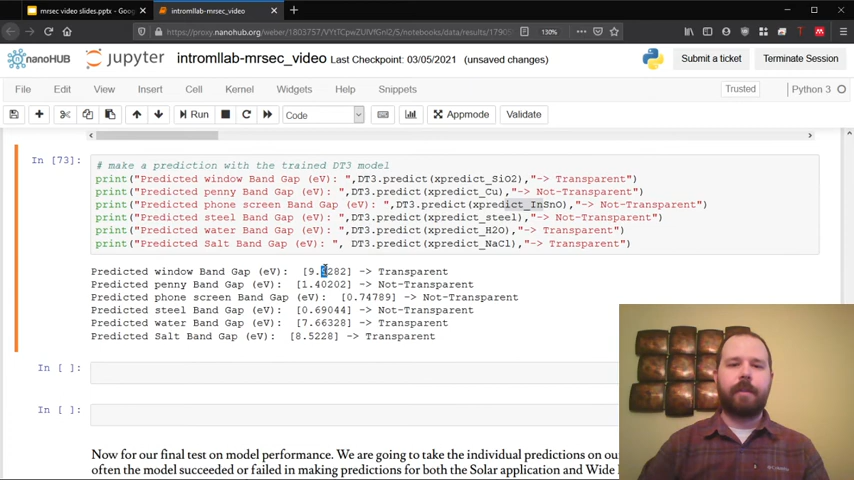 mrsec video slides.pptx - Goog
intromllab-mrsec_video
https://proxy.nanohub.org/weber/1803757/
130%
nanoHUB
jupyter
intromllab-mrsec_video
Last Checkpoint: 03/05/2021
(unsaved changes)
Submit a ticket
Terminate Session
File
Edit
View
Insert
Cell
Kernel
Widgets
Help
Snippets
Trusted
Python 3
Run
Code
Appmode
Validate
In [73]:
# make a prediction with the trained DT3 model
print("Predicted window Band Gap (eV): ",DT3.predict(xpredict_SiO2),"-> Transparent")
print("Predicted penny Band Gap (eV): ",DT3.predict(xpredict_Cu),"-> Not-Transparent")
print("Predicted phone screen Band Gap (eV): ",DT3.predict(xpredict_InSnO),"-> Not-Transparent")
print("Predicted steel Band Gap (eV): ",DT3.predict(xpredict_steel),"-> Not-Transparent")
print("Predicted water Band Gap (eV): ",DT3.predict(xpredict_H2O),"-> Transparent")
print("Predicted Salt Band Gap (eV): ", DT3.predict(xpredict_NaCl),"-> Transparent")
Predicted window Band Gap (eV): -> Transparent
Predicted penny Band Gap (eV): [1.40202] -> Not-Transparent
Predicted phone screen Band Gap (eV): [0.74789] -> Not-Transparent
Predicted steel Band Gap (eV): [0.69044] -> Not-Transparent
Predicted water Band Gap (eV): [7.66328] -> Transparent
Predicted Salt Band Gap (eV): [8.5228] -> Transparent
In [ ]:
In [ ]:
Now for our final test on model performance. We are going to take the individual predictions on ou
often the model succeeded or failed in making predictions for both the Solar application and Wide